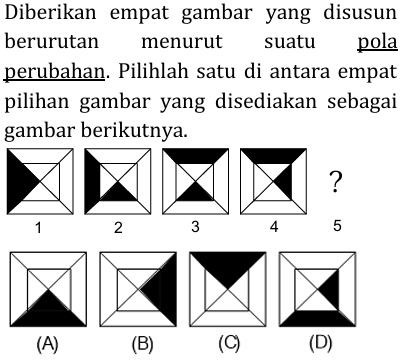 Diberikan empat gambar yang disusun
berurutan menurut suatu pola
perubahan. Pilihlah satu di antara empat
pilihan gambar yang disediakan sebagai
gambar berikutnya.
?
1 2 3 4 5
(A) (B) (C) (D)